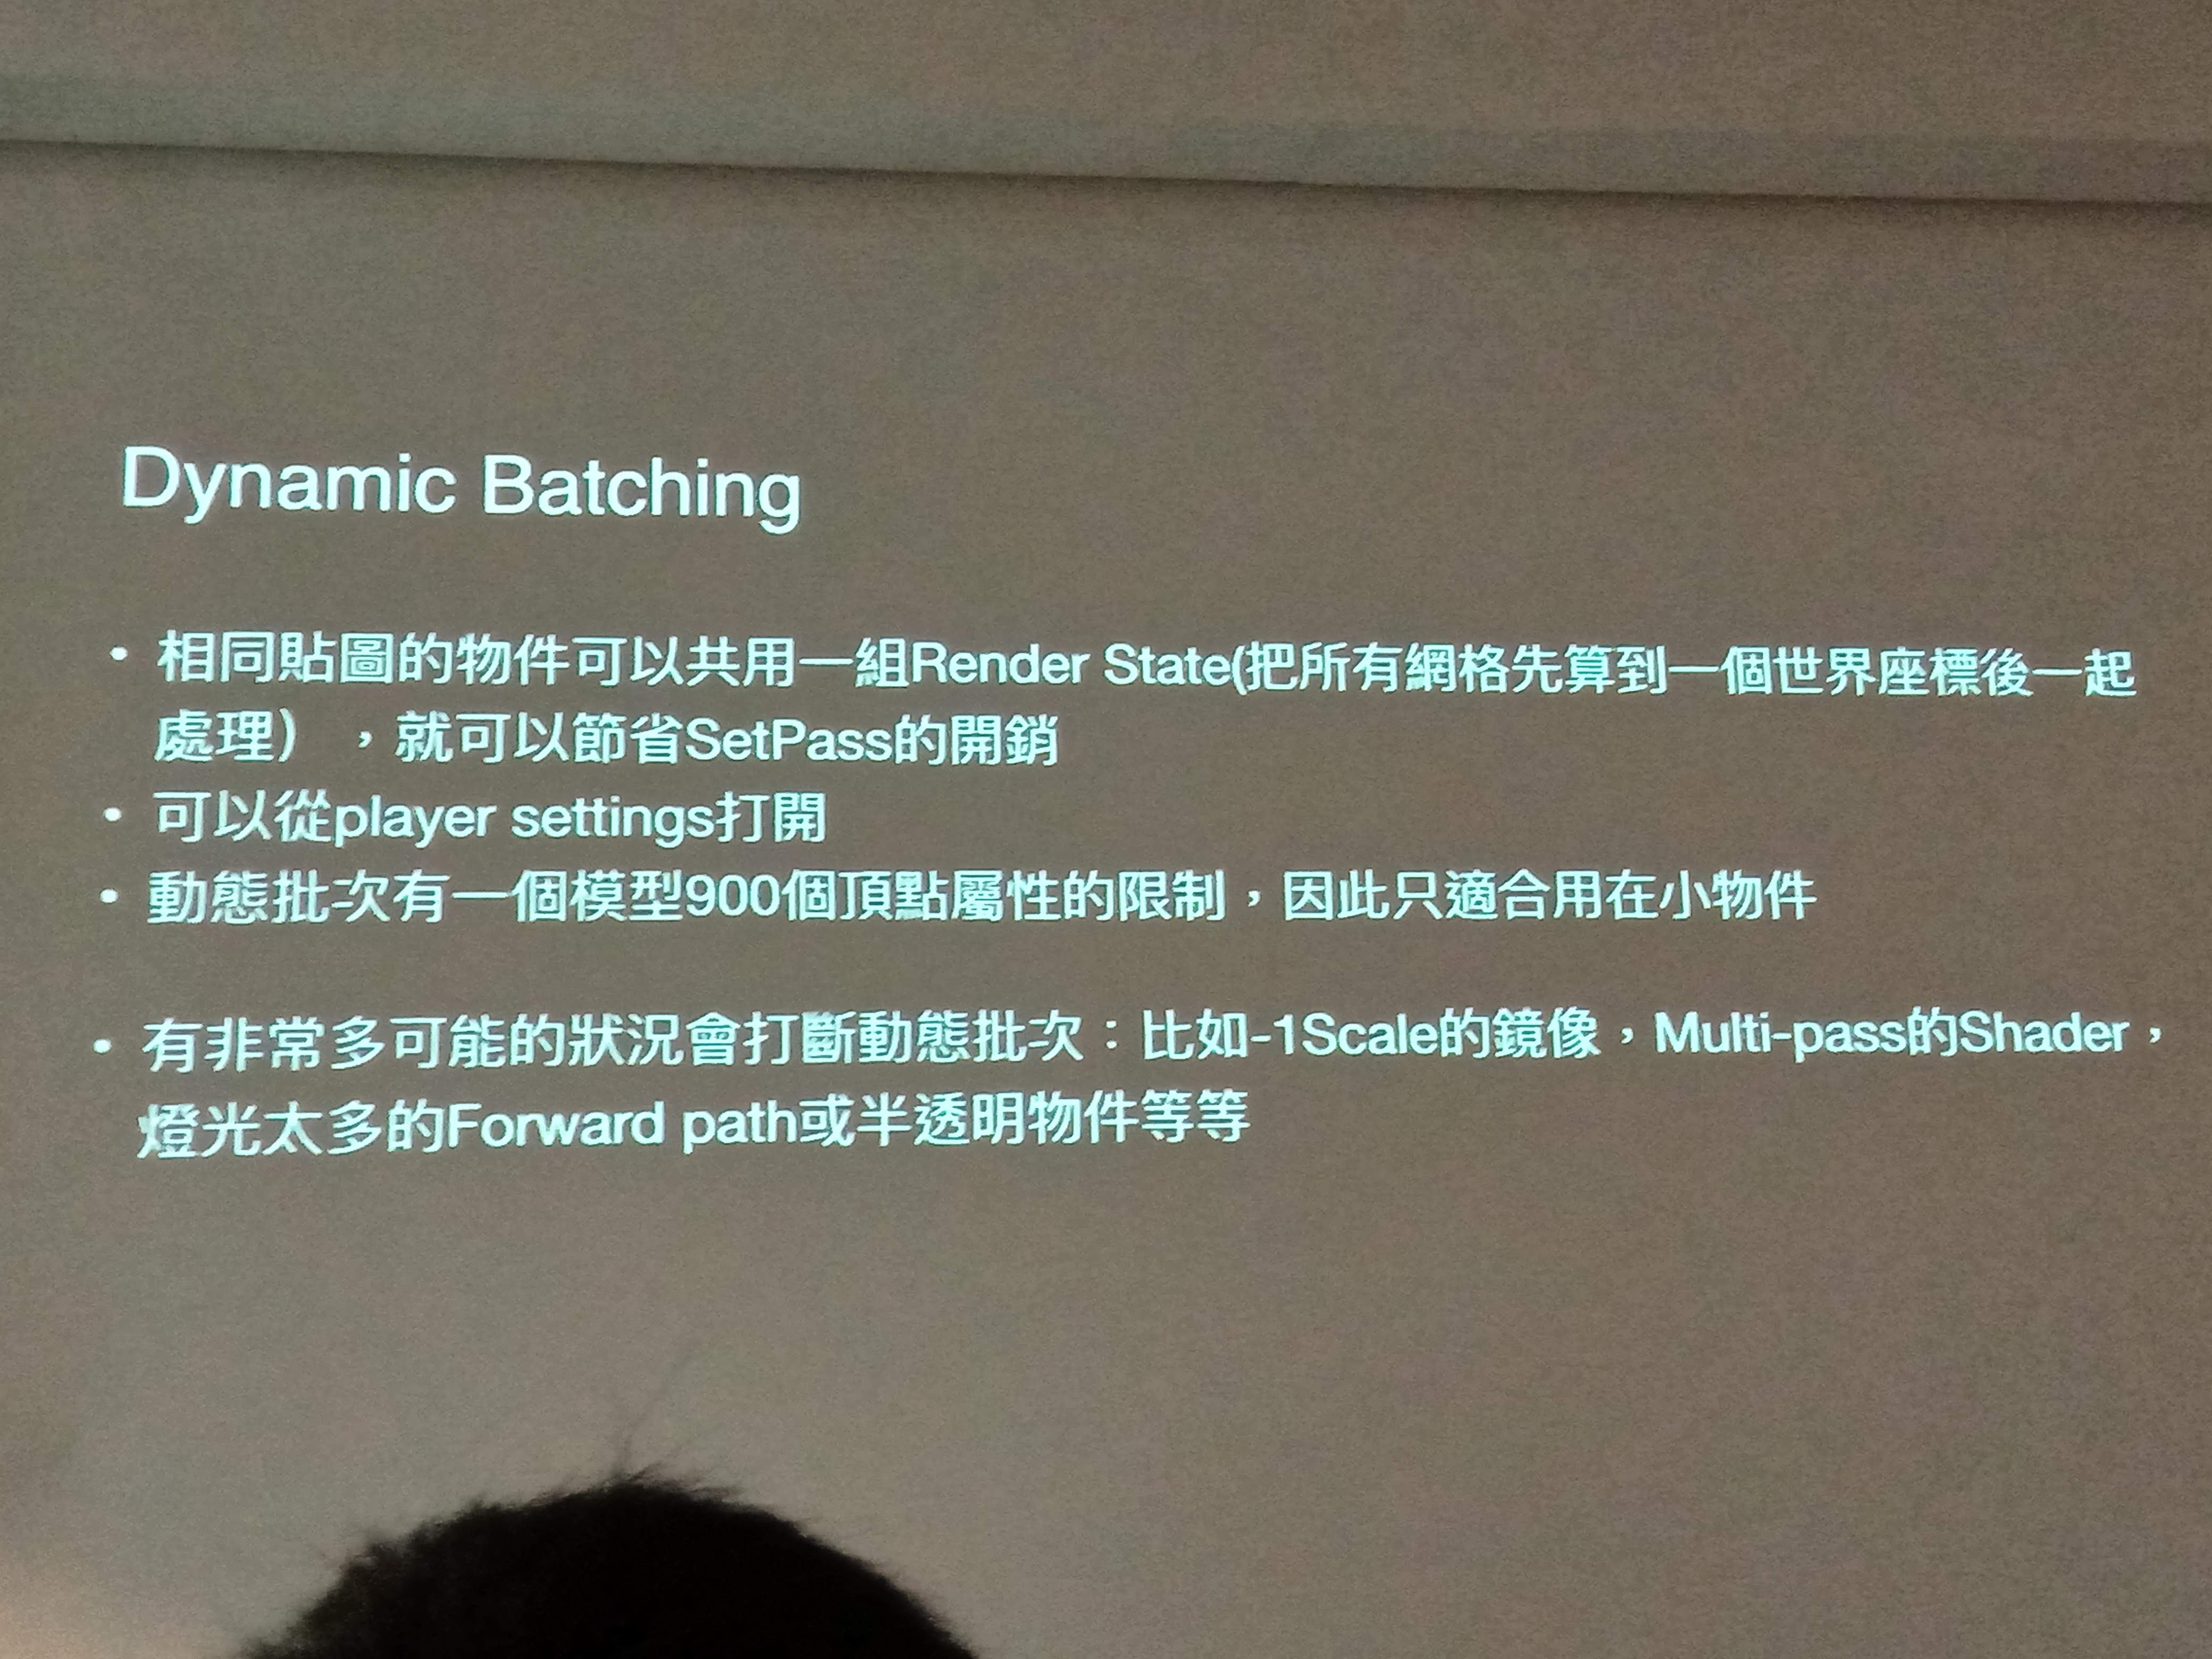 Dynamic Batching
• 相同貼圖的物件可以共用一組Render State(把所有網格先算到一個世界座標後一起
處理），就可以節省SetPass的開銷
• 可以從player settings打開
• 動態批次有一個模型900個頂點屬性的限制，因此只適合用在小物件
• 有非常多可能的狀況會打斷動態批次：比如-1Scale的鏡像，Multi-pass的Shader，
燈光太多的Forward path或半透明物件等等